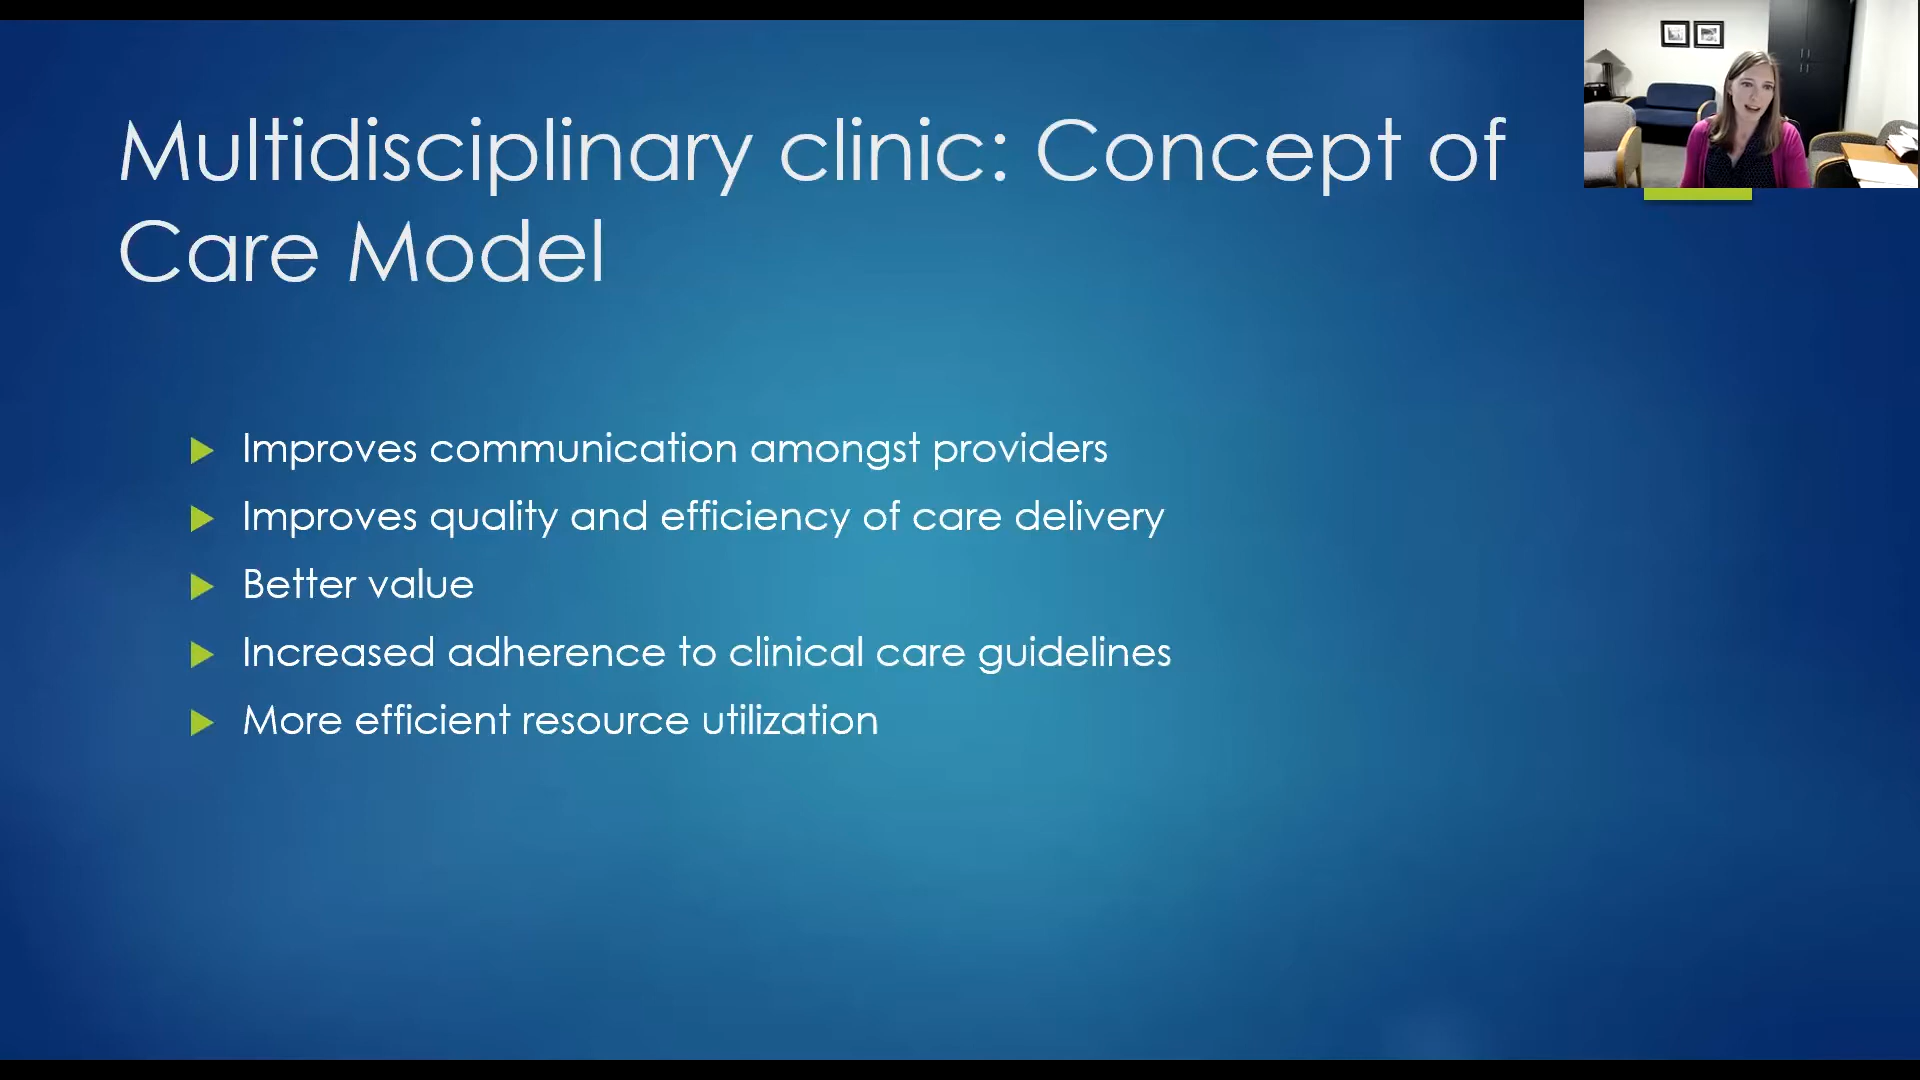 Multidisciplinary clinic: Concept of
Care Model
Improves communication amongst providers
Improves quality and efficiency of care delivery
Better value
Increased adherence to clinical care guidelines
More efficient resource utilization